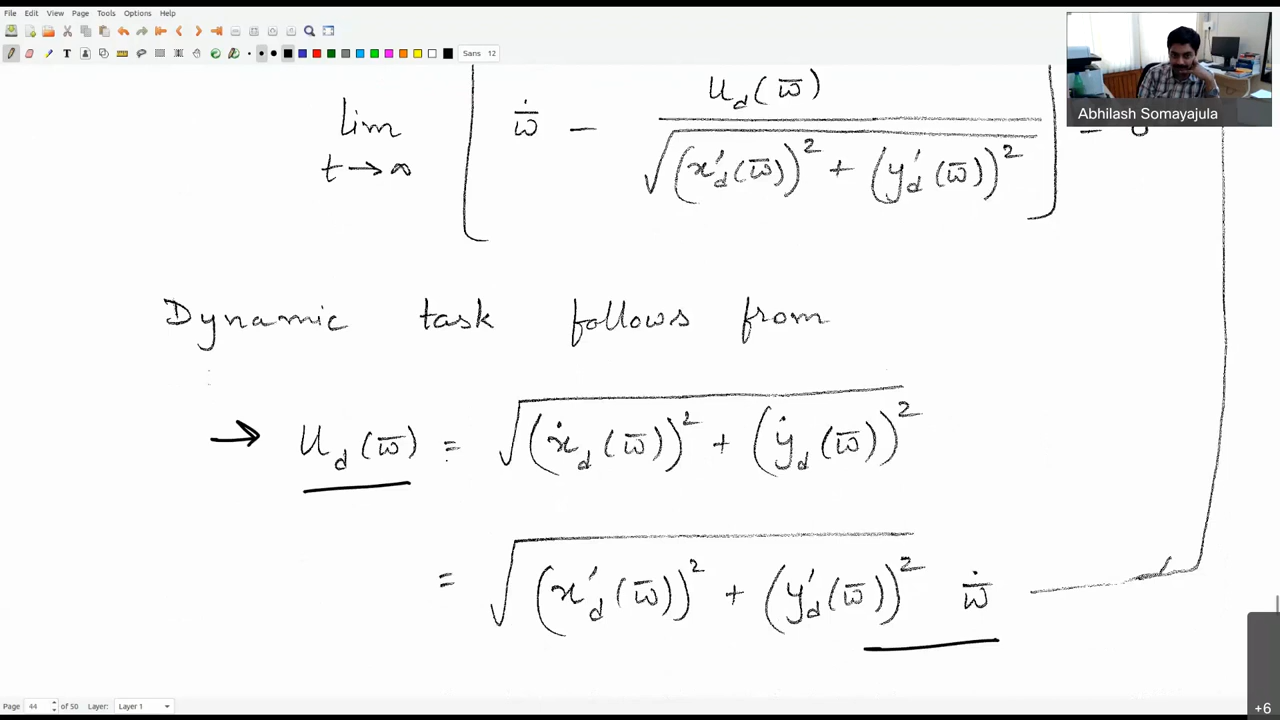 File Edit View Page Tools Options Help
Sans 12
Abhilash Somayajula
lim t→∞ [ ϖ̇ − U_d(ϖ) / √((x'_d(ϖ))² + (y'_d(ϖ))²) ] =
Dynamic task follows from
→ U_d(ϖ) = √((ẋ_d(ϖ))² + (ẏ_d(ϖ))²)
= √((x'_d(ϖ))² + (y'_d(ϖ))²) ϖ̇
Page 44 of 50 Layer: Layer 1
+6